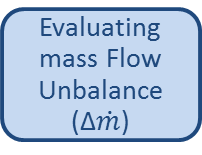 Evaluating
mass Flow
Unbalance
(Δṁ)